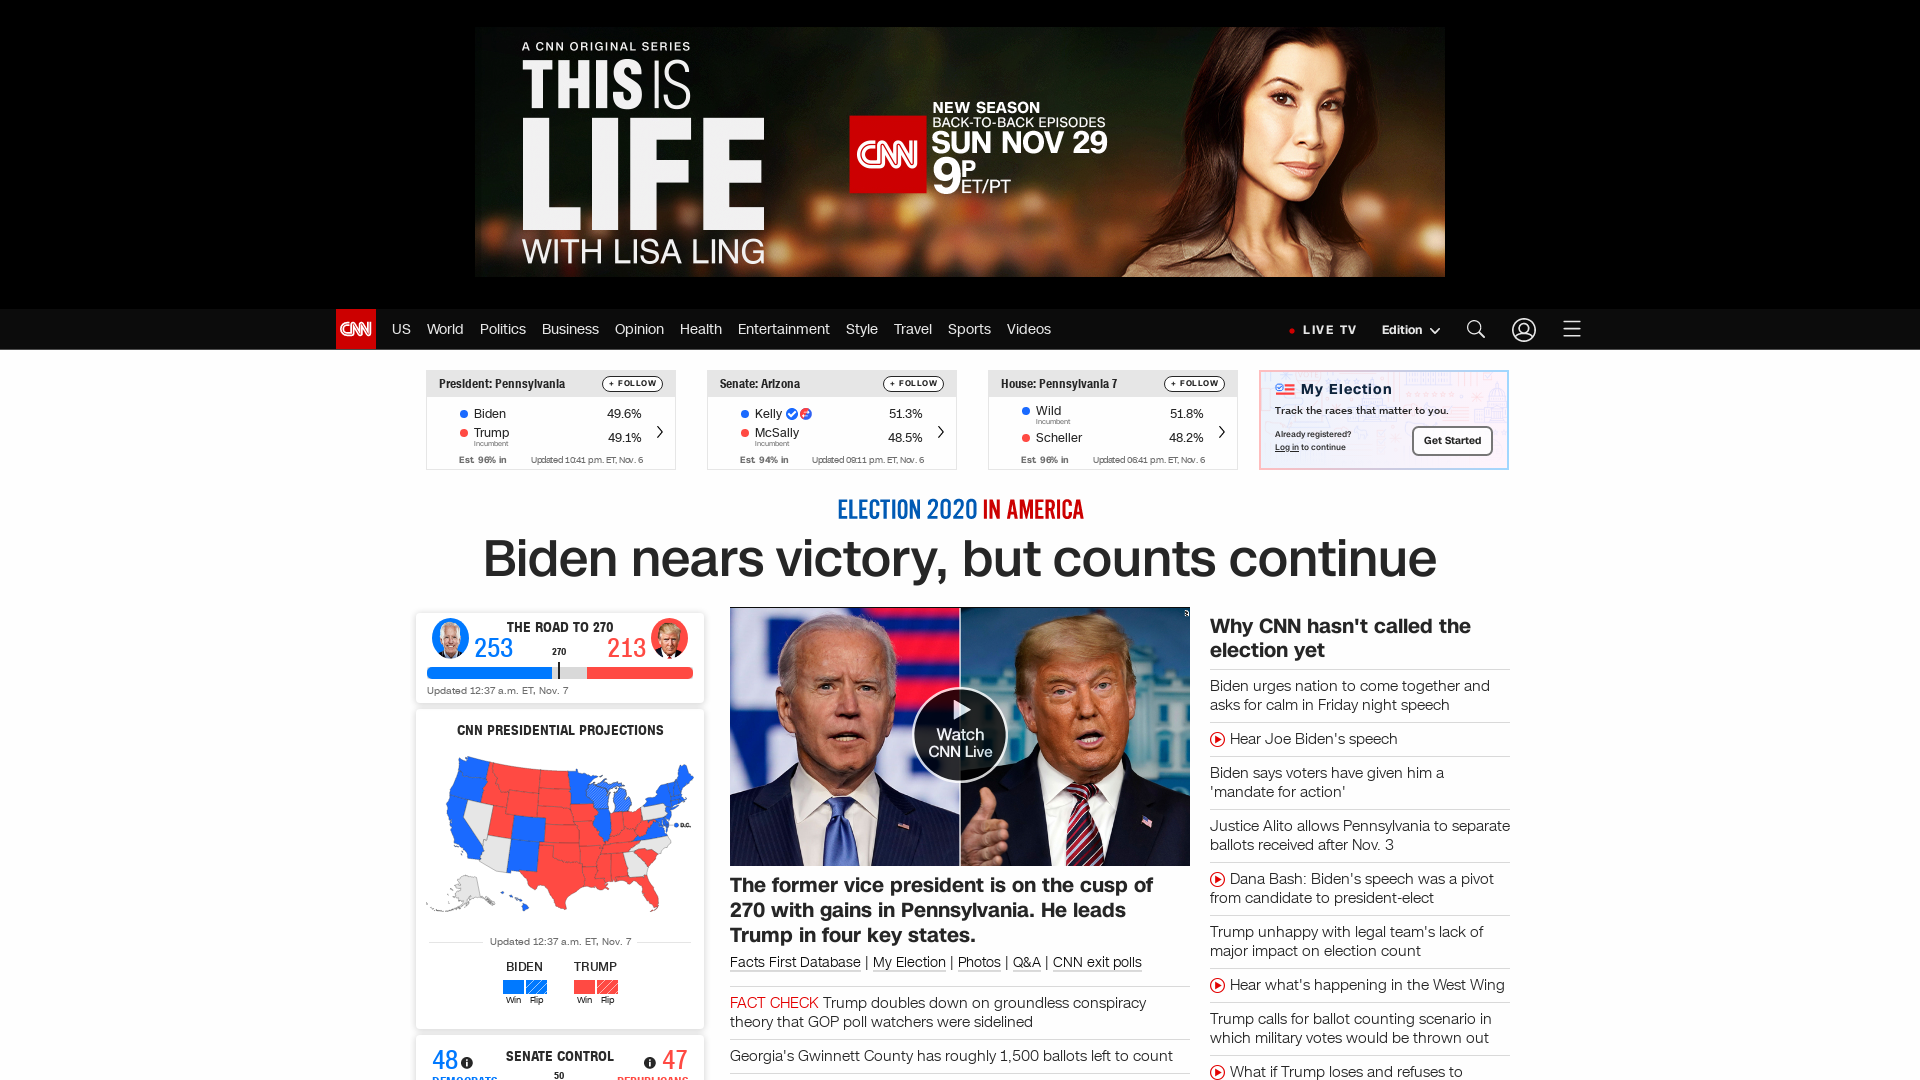 A CNN ORIGINAL SERIES
THIS IS
LIFE
WITH LISA LING
NEW SEASON
BACK-TO-BACK EPISODES
CNN
SUN NOV 29
9P
ET/PT
CNN
US World Politics Business Opinion Health Entertainment Style Travel Sports Videos
LIVE TV Edition
President: Pennsylvania + FOLLOW
Biden 49.6%
Trump 49.1%
Incumbent
Est. 96% in Updated 10:41 p.m. ET, Nov. 6
Senate: Arizona + FOLLOW
Kelly 51.3%
McSally 48.5%
Incumbent
Est. 94% in Updated 09:11 p.m. ET, Nov. 6
House: Pennsylvania 7 + FOLLOW
Wild 51.8%
Incumbent
Scheller 48.2%
Est. 96% in Updated 06:41 p.m. ET, Nov. 6
My Election
Track the races that matter to you.
Already registered?
Log in to continue
Get Started
ELECTION 2020 IN AMERICA
Biden nears victory, but counts continue
THE ROAD TO 270
253 270 213
Updated 12:37 a.m. ET, Nov. 7
CNN PRESIDENTIAL PROJECTIONS
D.C.
Updated 12:37 a.m. ET, Nov. 7
BIDEN TRUMP
Win Flip Win Flip
48 SENATE CONTROL 47
50
DEMOCRATS REPUBLICANS
Watch
CNN Live
The former vice president is on the cusp of
270 with gains in Pennsylvania. He leads
Trump in four key states.
Facts First Database | My Election | Photos | Q&A | CNN exit polls
FACT CHECK Trump doubles down on groundless conspiracy
theory that GOP poll watchers were sidelined
Georgia's Gwinnett County has roughly 1,500 ballots left to count
Why CNN hasn't called the
election yet
Biden urges nation to come together and
asks for calm in Friday night speech
Hear Joe Biden's speech
Biden says voters have given him a
'mandate for action'
Justice Alito allows Pennsylvania to separate
ballots received after Nov. 3
Dana Bash: Biden's speech was a pivot
from candidate to president-elect
Trump unhappy with legal team's lack of
major impact on election count
Hear what's happening in the West Wing
Trump calls for ballot counting scenario in
which military votes would be thrown out
What if Trump loses and refuses to